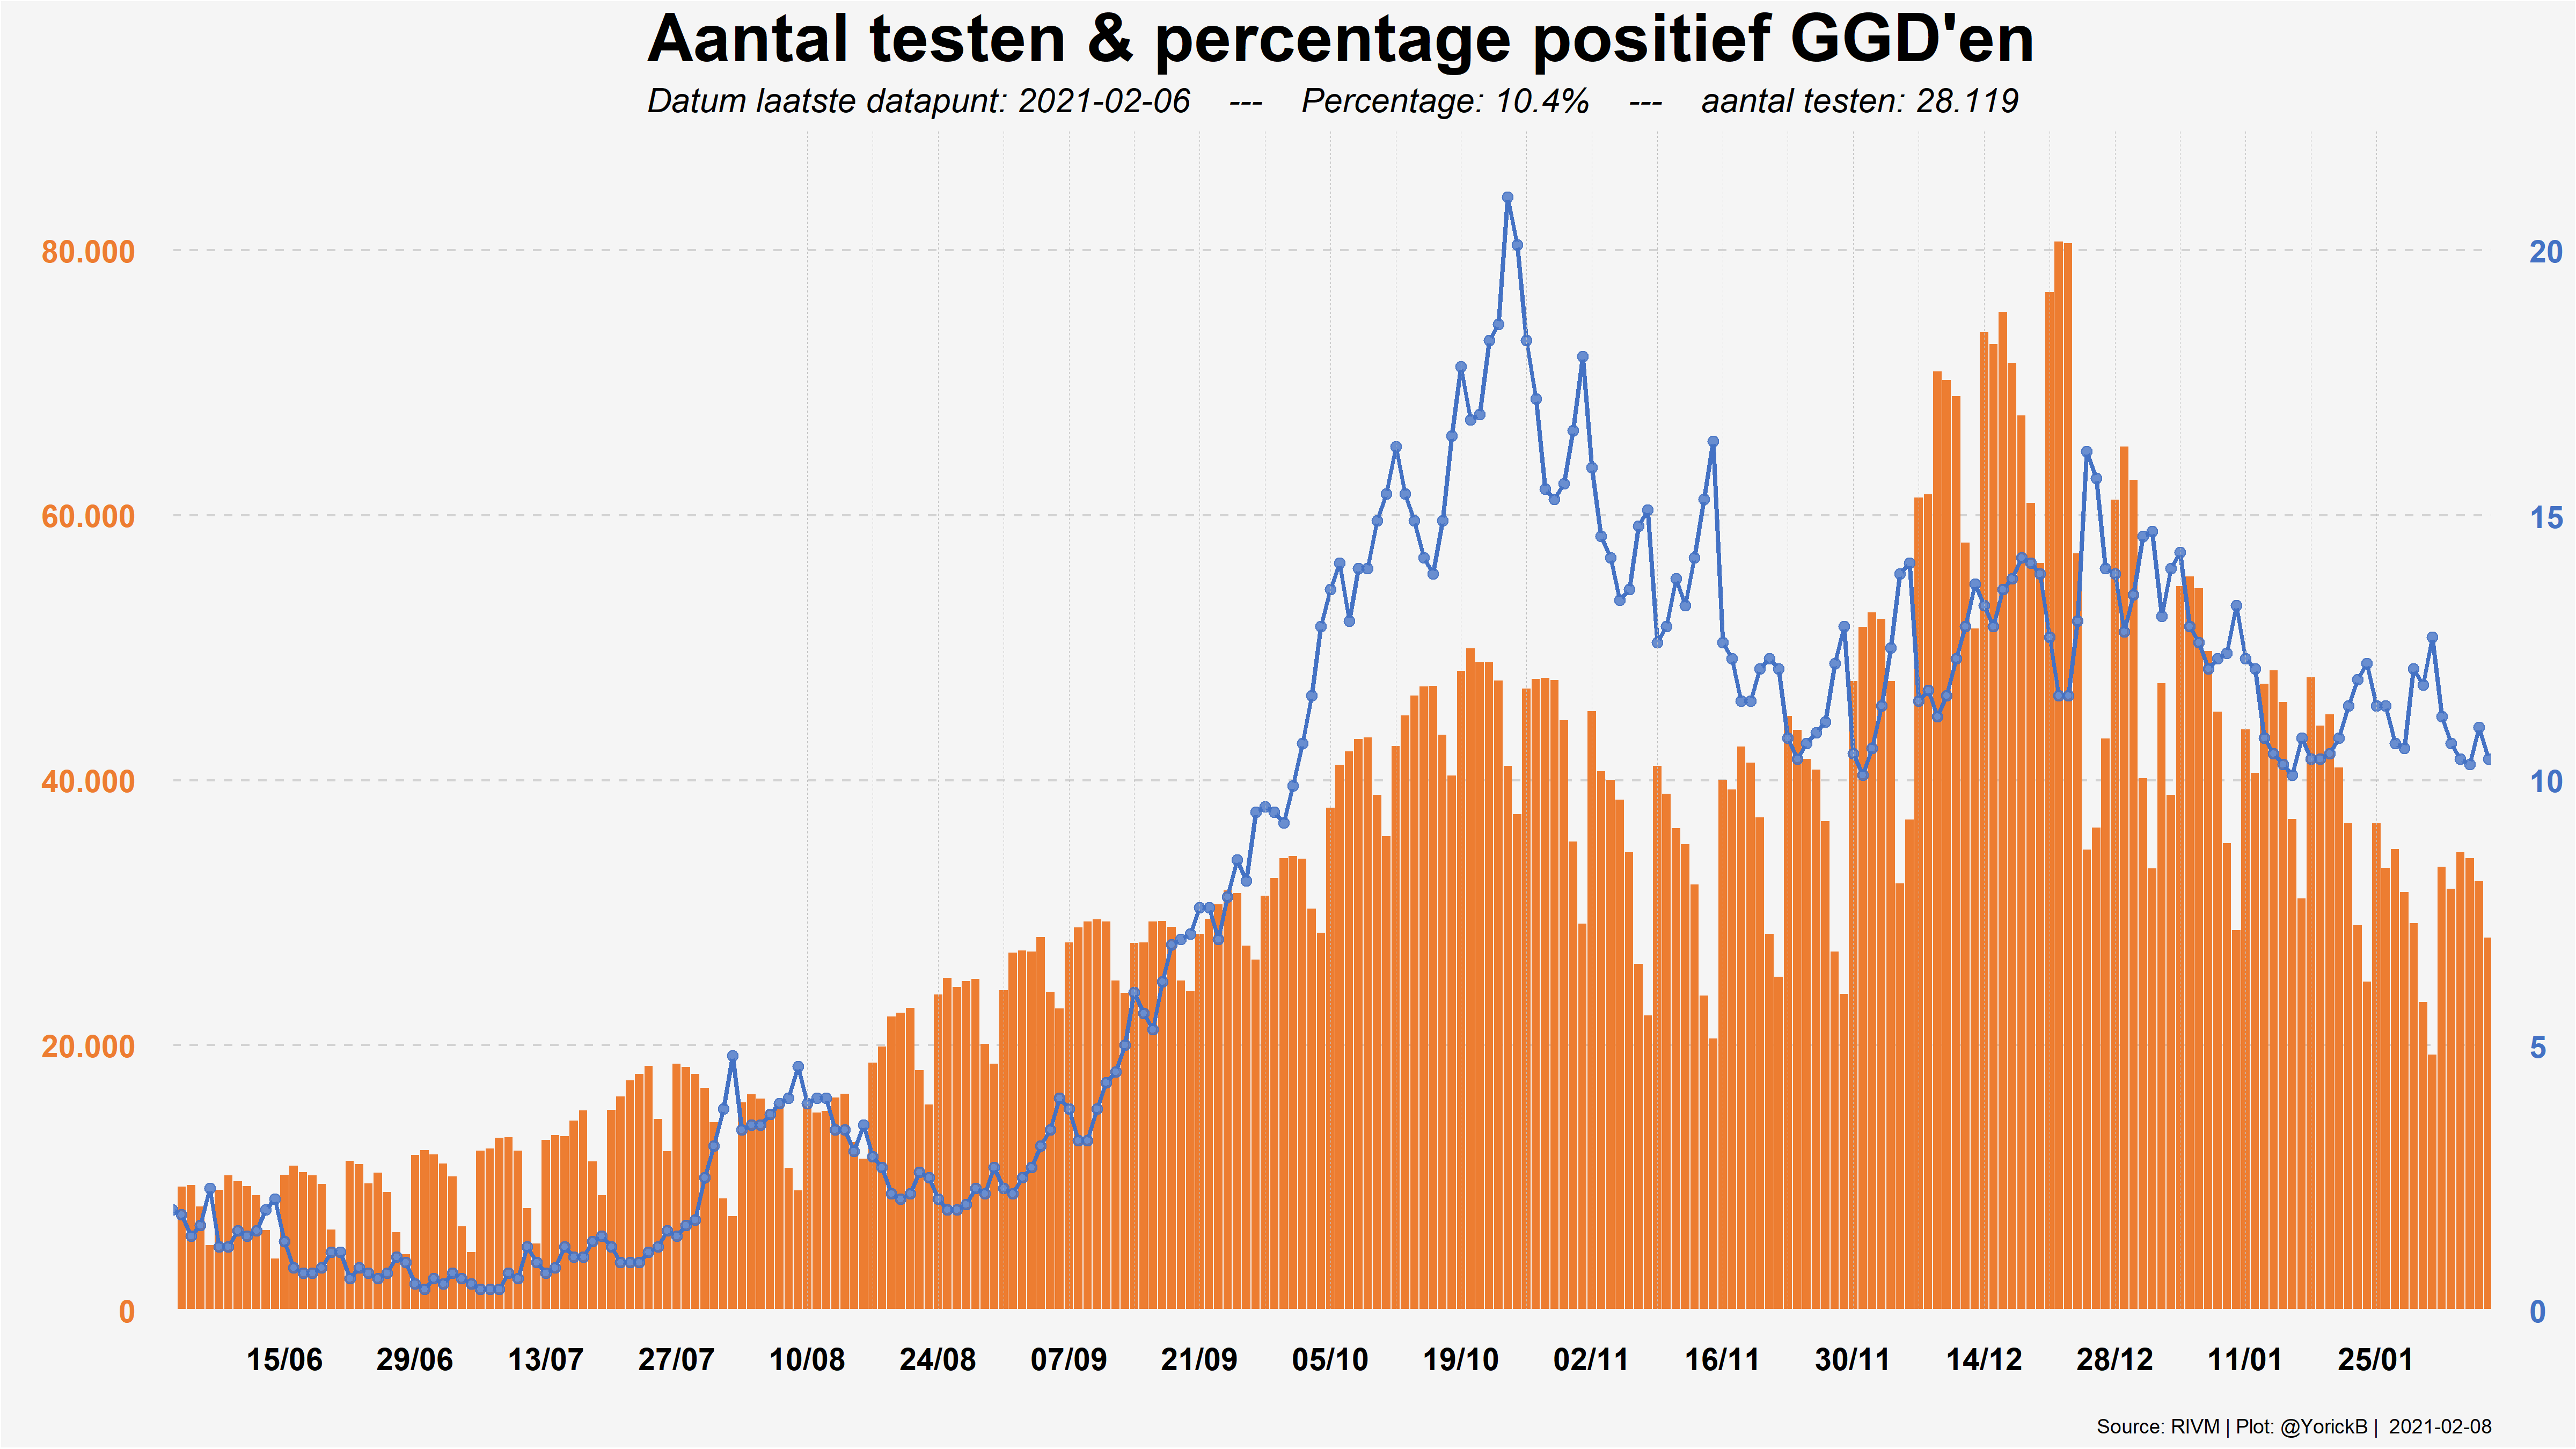 Aantal testen & percentage positief GGD'en
Datum laatste datapunt: 2021-02-06 --- Percentage: 10.4% --- aantal testen: 28.119
80.000 20
60.000 15
40.000 10
20.000 5
0 0
15/06 29/06 13/07 27/07 10/08 24/08 07/09 21/09 05/10 19/10 02/11 16/11 30/11 14/12 28/12 11/01 25/01
Source: RIVM | Plot: @YorickB | 2021-02-08